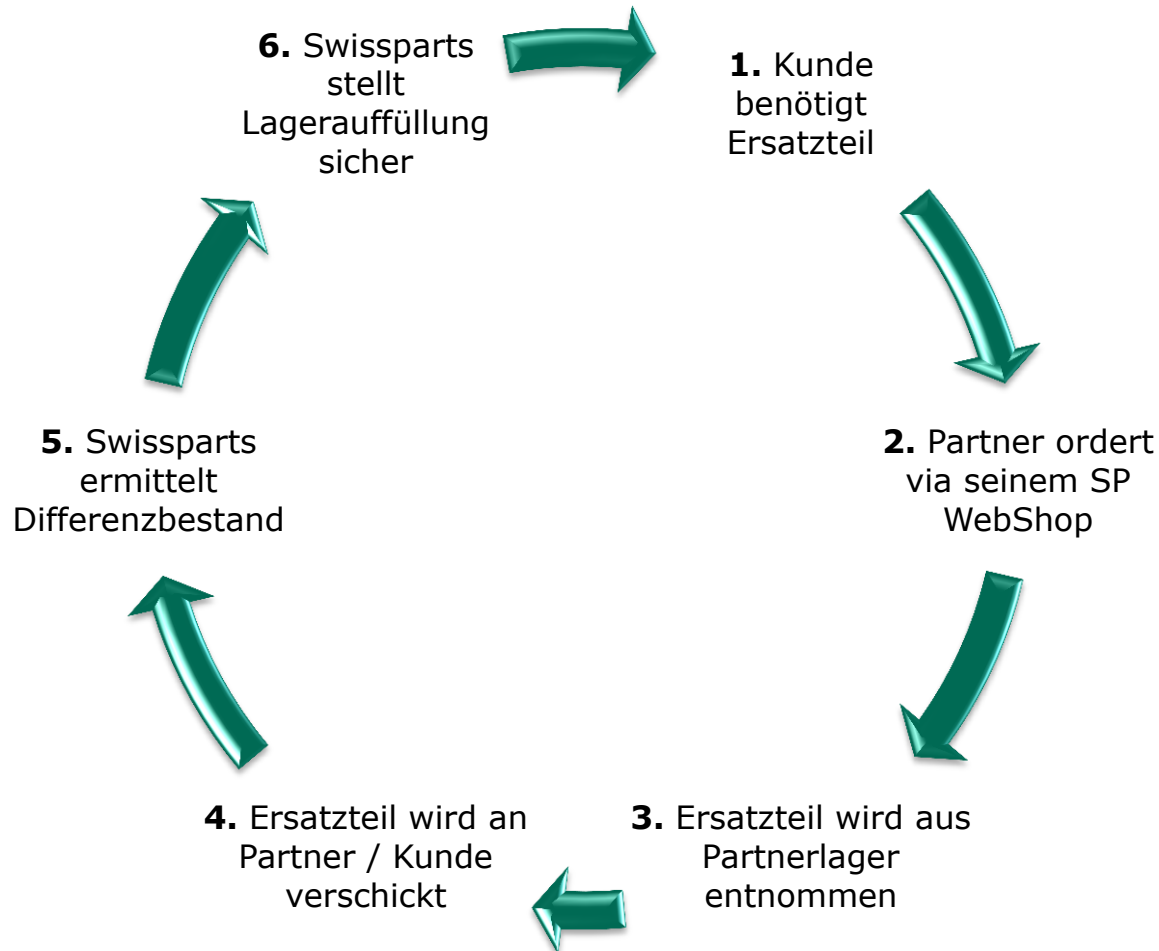 1. Kunde
benötigt
Ersatzteil
2. Partner ordert
via seinem SP
WebShop
3. Ersatzteil wird aus
Partnerlager
entnommen
4. Ersatzteil wird an
Partner / Kunde
verschickt
5. Swissparts
ermittelt
Differenzbestand
6. Swissparts
stellt
Lagerauffüllung
sicher